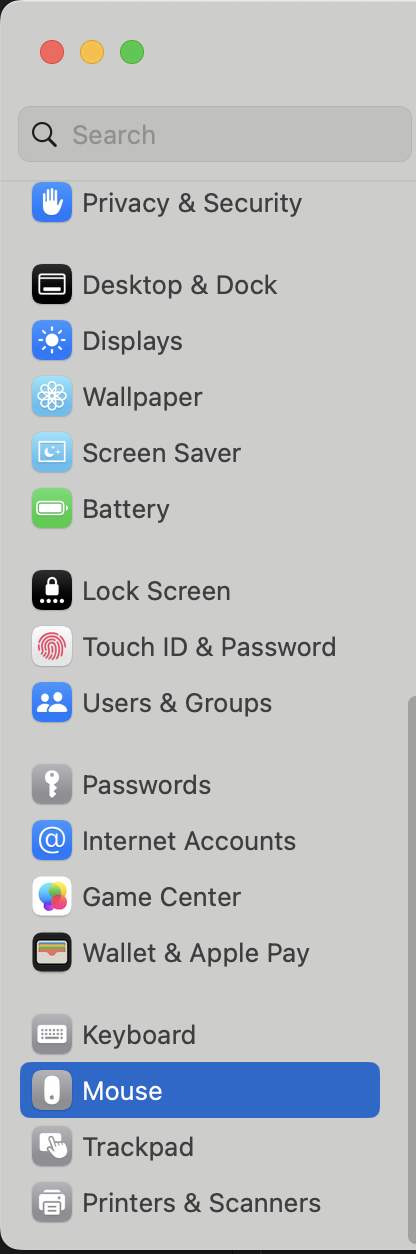 Search
Privacy & Security
Desktop & Dock
Displays
Wallpaper
Screen Saver
Battery
Lock Screen
Touch ID & Password
Users & Groups
Passwords
@
Internet Accounts
Game Center
Wallet & Apple Pay
Keyboard
Mouse
Trackpad
Printers & Scanners